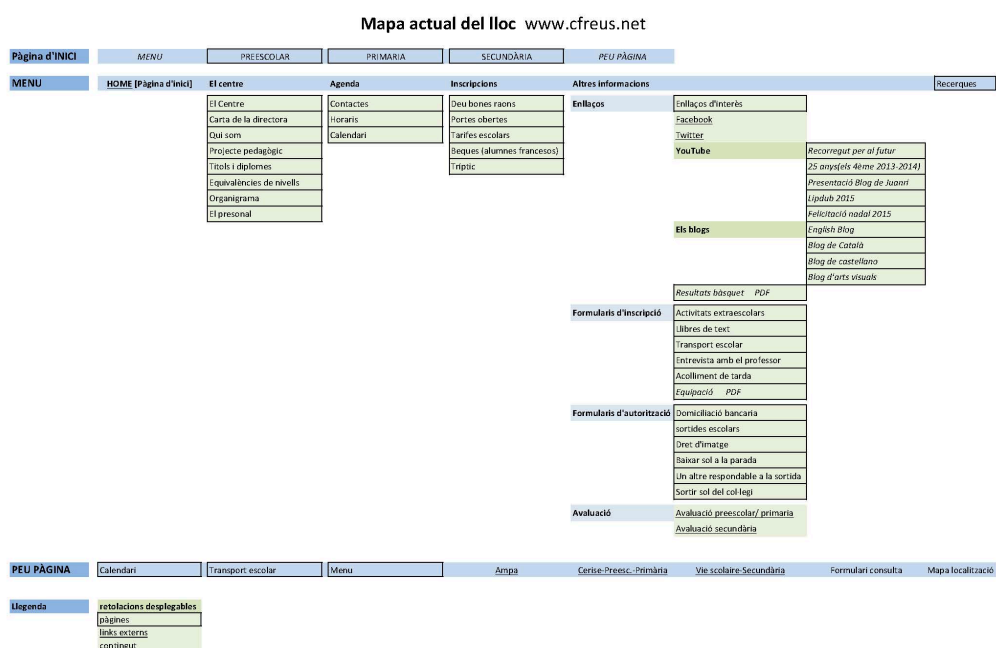 Mapa actual del lloc www.cfreus.net
Pàgina d'INICI MENU PREESCOLAR PRIMARIA SECUNDÀRIA PEU PÀGINA
MENU HOME [Pàgina d'inici] El centre Agenda Inscripcions Altres informacions Recerques
El Centre Contactes Deu bones raons Enllaços Enllaços d'interès
Carta de la directora Horaris Portes obertes Facebook
Qui som Calendari Tarifes escolars Twitter
Projecte pedagògic Beques (alumnes francesos) YouTube Recorregut per al futur
Titols i diplomes Tríptic 25 anys(els 4ème 2013-2014)
Equivalències de nivells Presentació Blog de Juanri
Organigrama Lipdub 2015
El presonal Felicitació nadal 2015
Els blogs English Blog
Blog de Català
Blog de castellano
Blog d'arts visuals
Resultats bàsquet PDF
Formularis d'inscripció Activitats extraescolars
Llibres de text
Transport escolar
Entrevista amb el professor
Acolliment de tarda
Equipació PDF
Formularis d'autorització Domiciliació bancaria
sortides escolars
Dret d'imatge
Baixar sol a la parada
Un altre respondable a la sortida
Sortir sol del col·legi
Avaluació Avaluació preescolar/ primaria
Avaluació secundària
PEU PÀGINA Calendari Transport escolar Menu Ampa Cerise-Preesc.-Primària Vie scolaire-Secundària Formulari consulta Mapa localització
Llegenda retolacions desplegables
pàgines
links externs
contingut